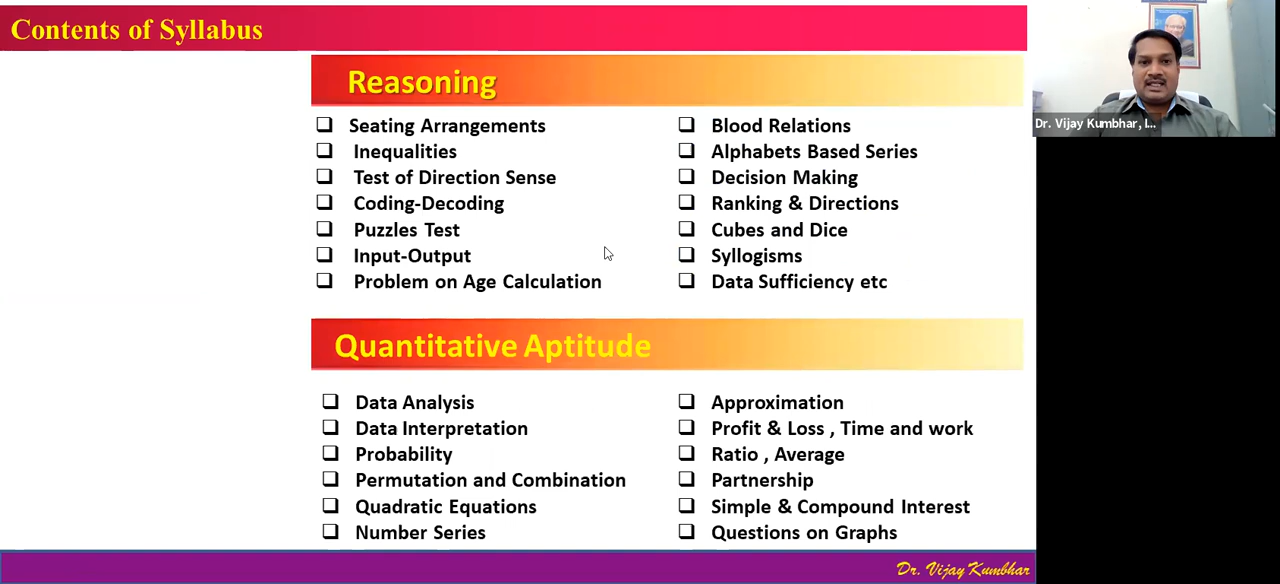 Contents of Syllabus
Reasoning
Seating Arrangements
Inequalities
Test of Direction Sense
Coding-Decoding
Puzzles Test
Input-Output
Problem on Age Calculation
Blood Relations
Alphabets Based Series
Decision Making
Ranking & Directions
Cubes and Dice
Syllogisms
Data Sufficiency etc
Quantitative Aptitude
Data Analysis
Data Interpretation
Probability
Permutation and Combination
Quadratic Equations
Number Series
Approximation
Profit & Loss , Time and work
Ratio , Average
Partnership
Simple & Compound Interest
Questions on Graphs
Dr. Vijay Kumbhar
Dr. Vijay Kumbhar, I...